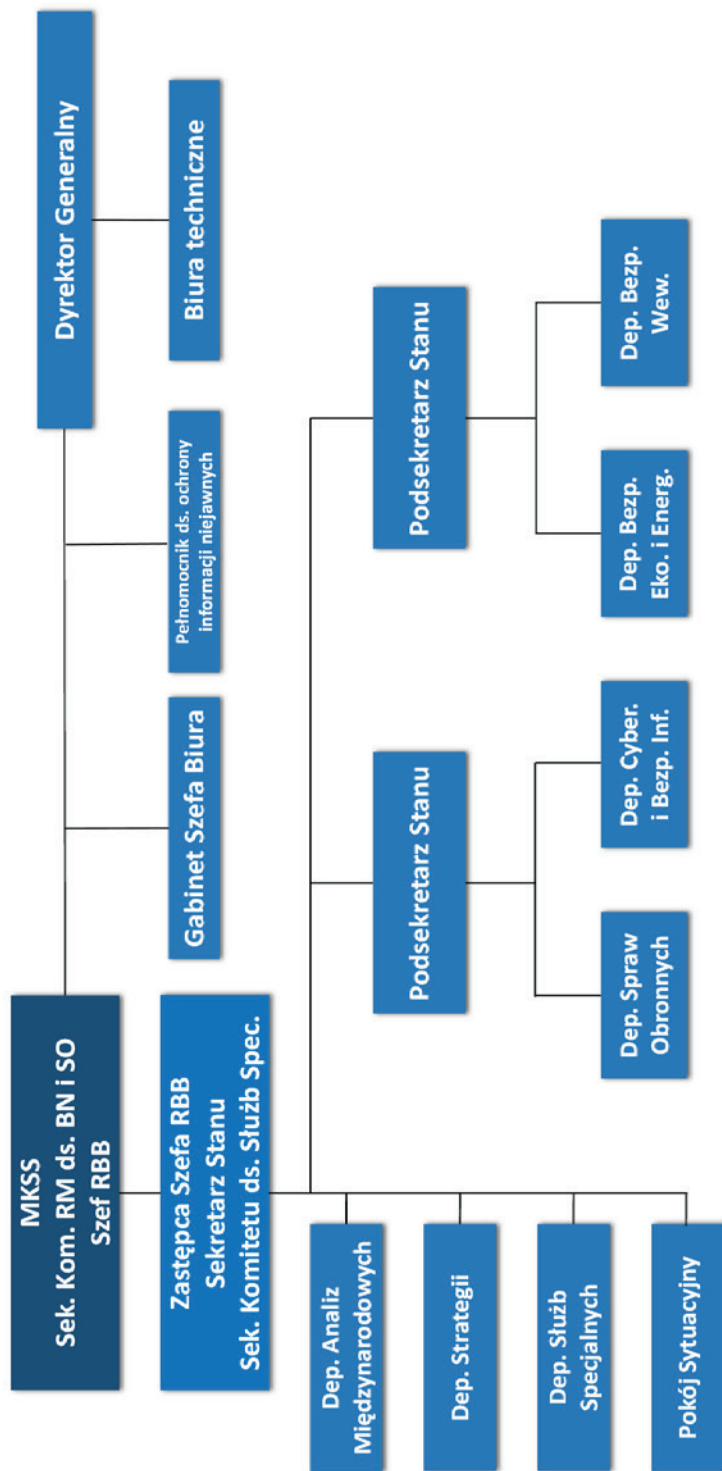 MKSS
Sek. Kom. RM ds. BN i SO
Szef RBB
Dyrektor Generalny
Zastępca Szefa RBB
Sekretarz Stanu
Sek. Komitetu ds. Służb Spec.
Gabinet Szefa Biura
Pełnomocnik ds. ochrony
informacji niejawnych
Biura techniczne
Dep. Analiz
Międzynarodowych
Dep. Strategii
Dep. Służb
Specjalnych
Pokój Sytuacyjny
Podsekretarz Stanu
Podsekretarz Stanu
Dep. Spraw
Obronnych
Dep. Cyber.
i Bezp. Inf.
Dep. Bezp.
Eko. i Energ.
Dep. Bezp.
Wew.